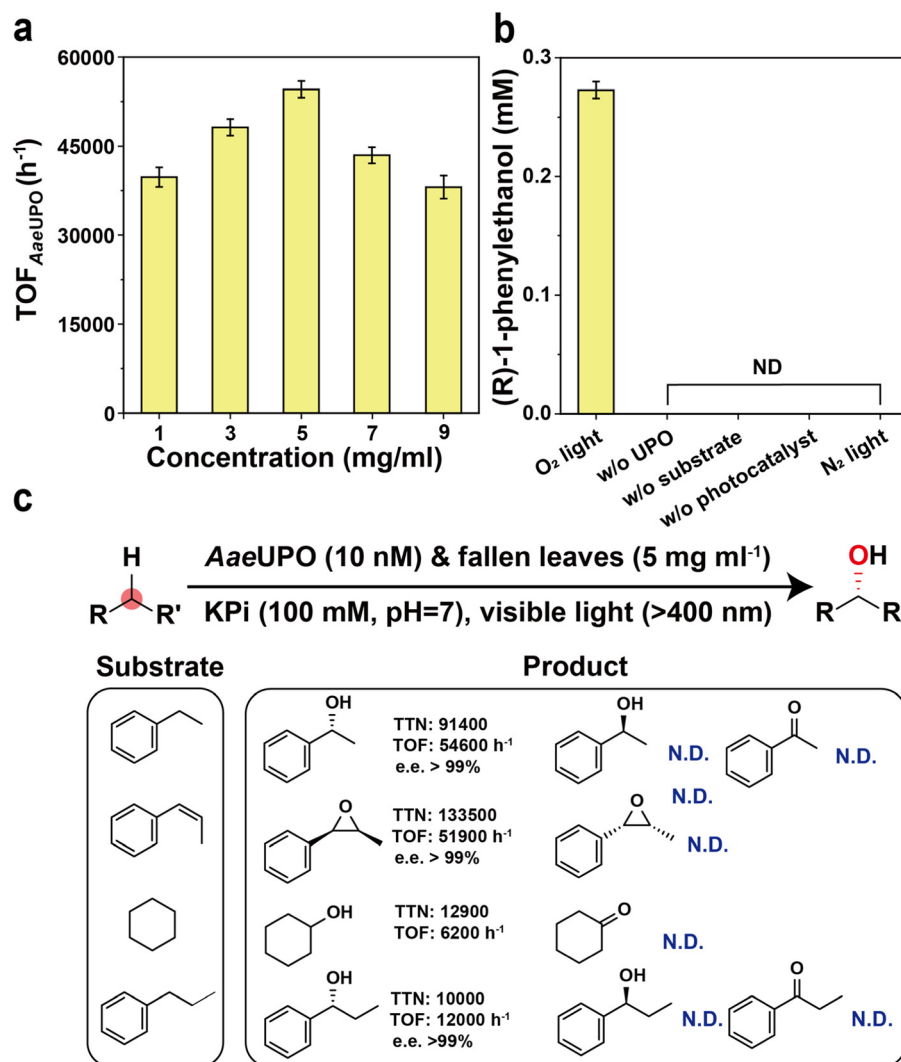 a
TOF AaeUPO (h⁻¹)
60000
45000
30000
15000
0
1 3 5 7 9
Concentration (mg/ml)
b
(R)-1-phenylethanol (mM)
0.3
0.2
0.1
0.0
ND
O₂ light
w/o UPO
w/o substrate
w/o photocatalyst
N₂ light
c
H
R R'
AaeUPO (10 nM) & fallen leaves (5 mg ml⁻¹)
KPi (100 mM, pH=7), visible light (>400 nm)
OH
R R
Substrate
Product
OH
TTN: 91400
TOF: 54600 h⁻¹
e.e. > 99%
OH
N.D.
O
N.D.
O
TTN: 133500
TOF: 51900 h⁻¹
e.e. > 99%
N.D.
O
N.D.
OH
TTN: 12900
TOF: 6200 h⁻¹
O
N.D.
OH
TTN: 10000
TOF: 12000 h⁻¹
e.e. >99%
OH
N.D.
O
N.D.